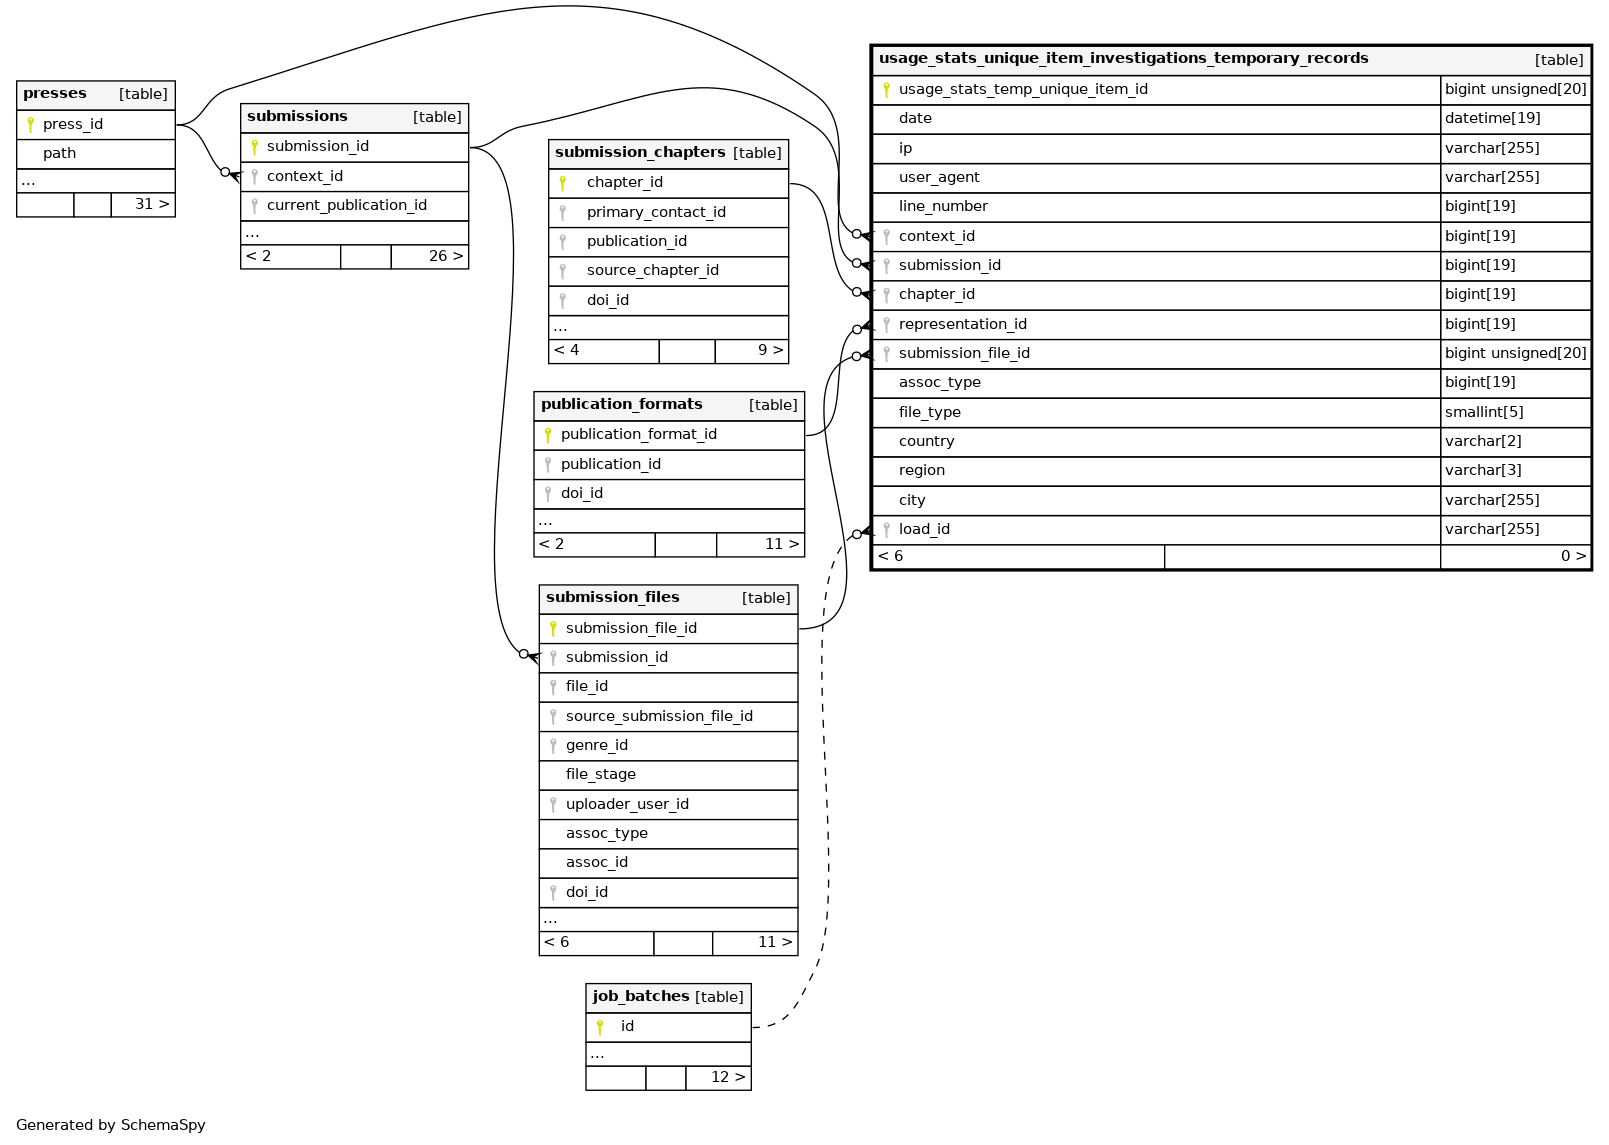 presses [table]
press_id
path
...
31 >
submissions [table]
submission_id
context_id
current_publication_id
...
< 2 26 >
submission_chapters [table]
chapter_id
primary_contact_id
publication_id
source_chapter_id
doi_id
...
< 4 9 >
publication_formats [table]
publication_format_id
publication_id
doi_id
...
< 2 11 >
submission_files [table]
submission_file_id
submission_id
file_id
source_submission_file_id
genre_id
file_stage
uploader_user_id
assoc_type
assoc_id
doi_id
...
< 6 11 >
job_batches [table]
id
...
12 >
usage_stats_unique_item_investigations_temporary_records [table]
usage_stats_temp_unique_item_id bigint unsigned[20]
date datetime[19]
ip varchar[255]
user_agent varchar[255]
line_number bigint[19]
context_id bigint[19]
submission_id bigint[19]
chapter_id bigint[19]
representation_id bigint[19]
submission_file_id bigint unsigned[20]
assoc_type bigint[19]
file_type smallint[5]
country varchar[2]
region varchar[3]
city varchar[255]
load_id varchar[255]
< 6 0 >
Generated by SchemaSpy